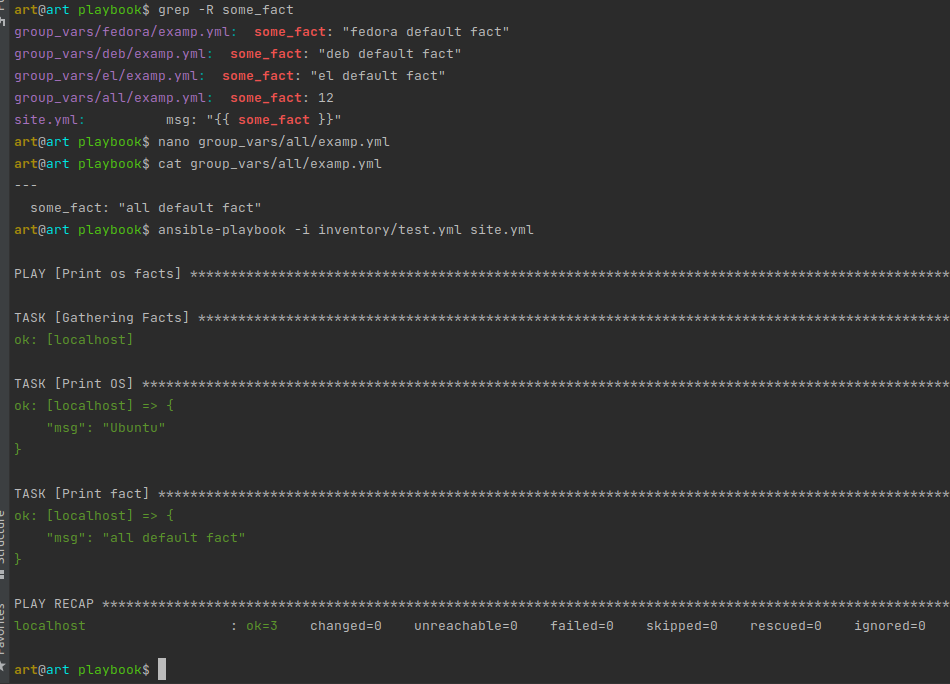 art@art playbook$ grep -R some_fact
group_vars/fedora/examp.yml:  some_fact: "fedora default fact"
group_vars/deb/examp.yml:  some_fact: "deb default fact"
group_vars/el/examp.yml:  some_fact: "el default fact"
group_vars/all/examp.yml:  some_fact: 12
site.yml:          msg: "{{ some_fact }}"
art@art playbook$ nano group_vars/all/examp.yml
art@art playbook$ cat group_vars/all/examp.yml
---
  some_fact: "all default fact"
art@art playbook$ ansible-playbook -i inventory/test.yml site.yml
PLAY [Print os facts] ***********************************************************************************************
TASK [Gathering Facts] **********************************************************************************************
ok: [localhost]
TASK [Print OS] *****************************************************************************************************
ok: [localhost] => {
    "msg": "Ubuntu"
}
TASK [Print fact] ***************************************************************************************************
ok: [localhost] => {
    "msg": "all default fact"
}
PLAY RECAP **********************************************************************************************************
localhost                  : ok=3    changed=0    unreachable=0    failed=0    skipped=0    rescued=0    ignored=0
art@art playbook$
Structure
Favorites